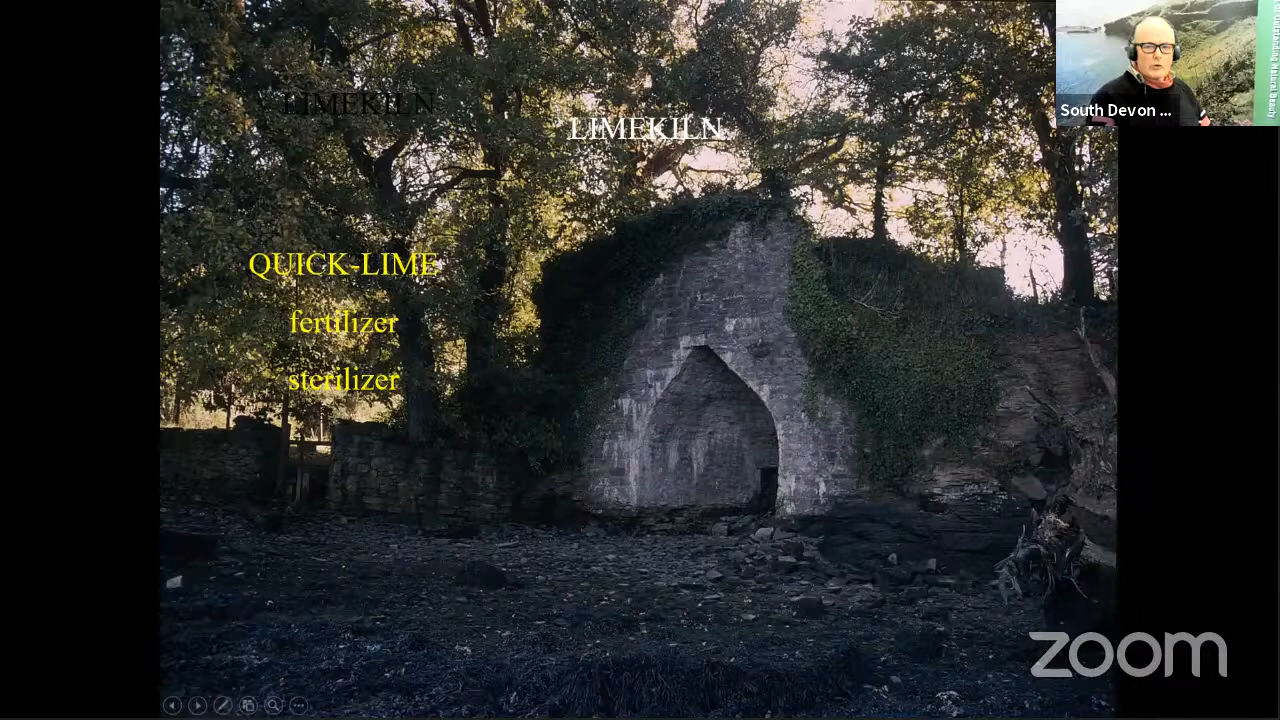 LIMEKILN
LIMEKILN
QUICK-LIME
fertilizer
sterilizer
South Devon ...
zoom